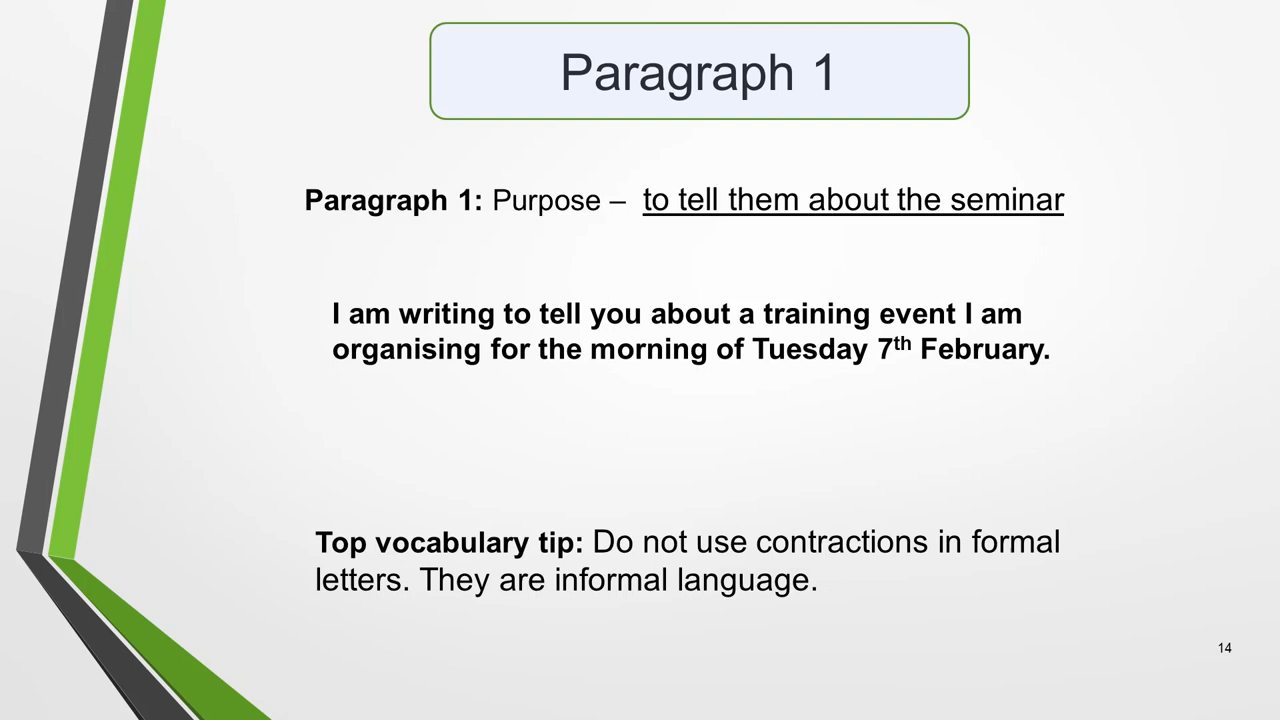 Paragraph 1
Paragraph 1: Purpose – to tell them about the seminar
I am writing to tell you about a training event I am
organising for the morning of Tuesday 7th February.
Top vocabulary tip: Do not use contractions in formal
letters. They are informal language.
14